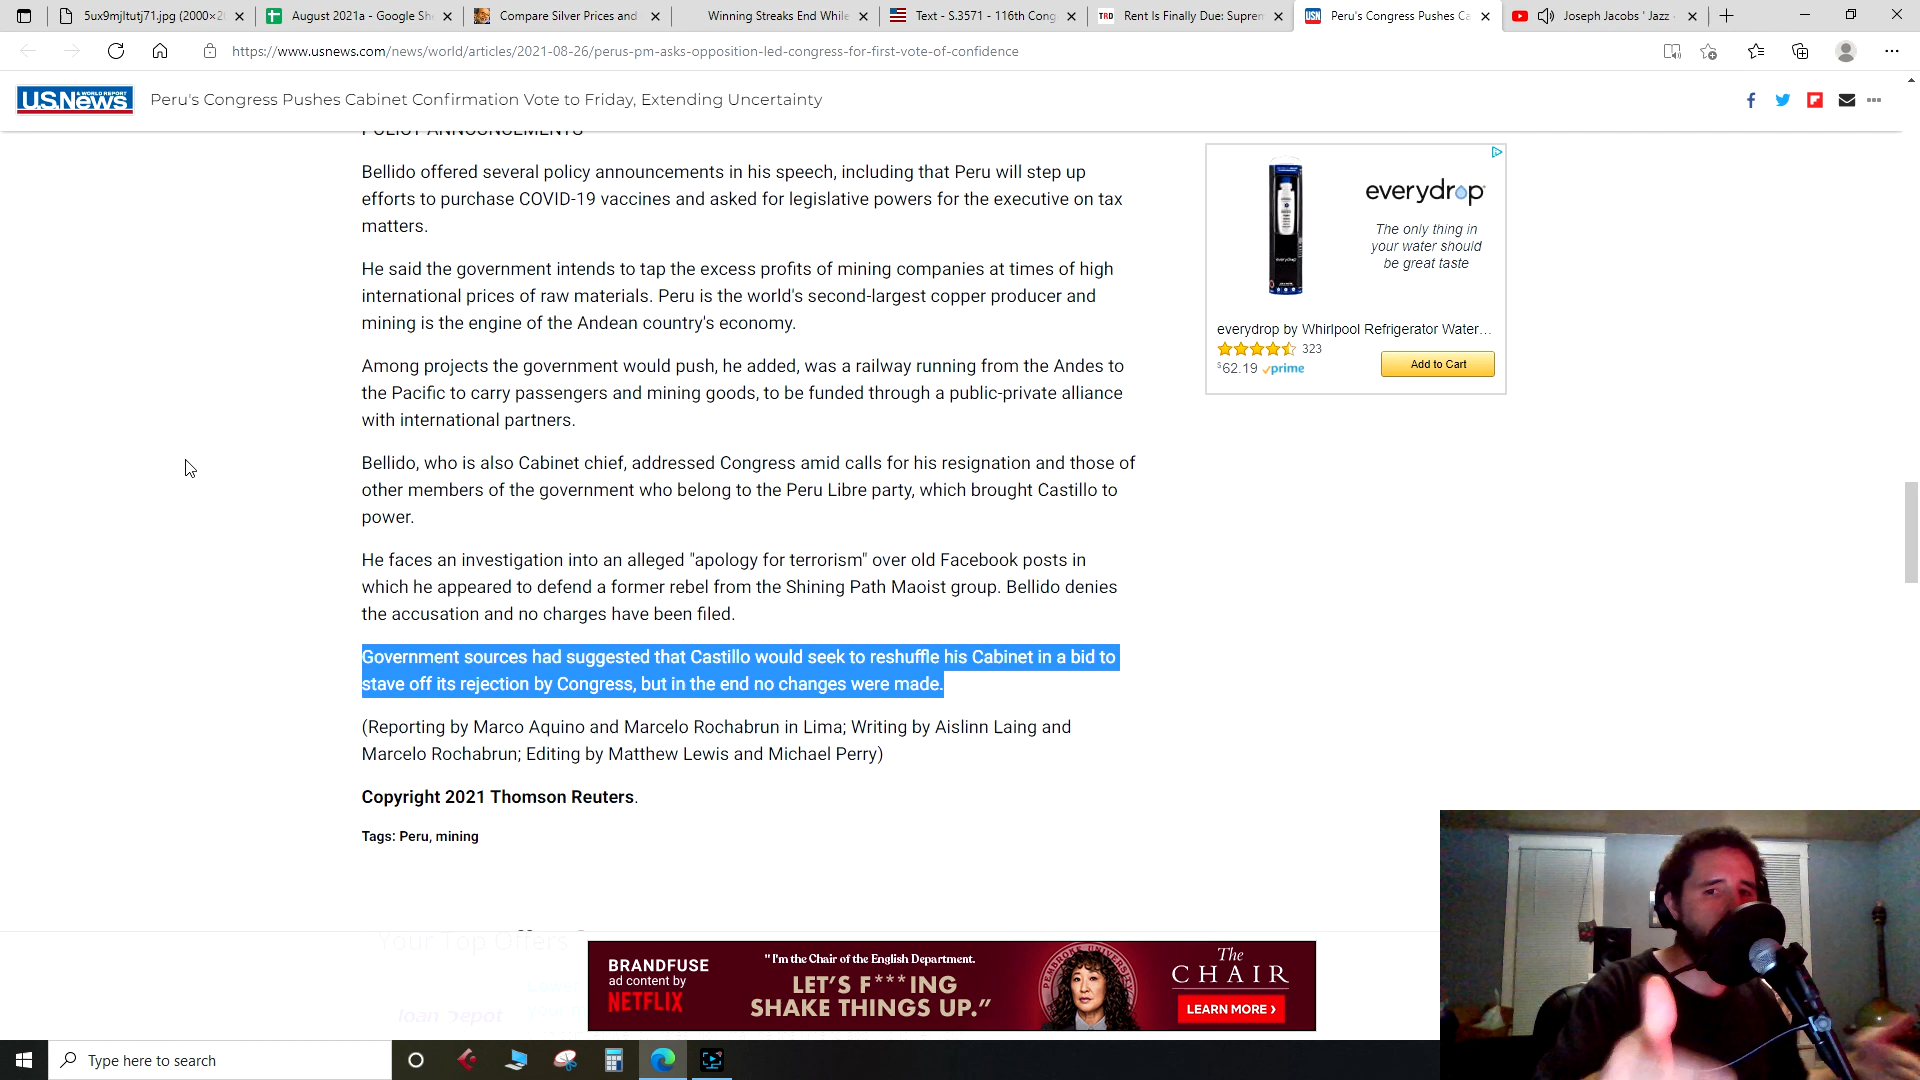 5ux9mjltutj71.jpg (2000×2
August 2021a - Google Sh
Compare Silver Prices and
Winning Streaks End While
Text - S.3571 - 116th Cong
TRD
Rent Is Finally Due: Suprem
USN
Peru's Congress Pushes Ca
Joseph Jacobs ' Jazz
https://www.usnews.com/news/world/articles/2021-08-26/perus-pm-asks-opposition-led-congress-for-first-vote-of-confidence
& WORLD REPORT
U.S.News
Peru's Congress Pushes Cabinet Confirmation Vote to Friday, Extending Uncertainty
POLICY ANNOUNCEMENTS
Bellido offered several policy announcements in his speech, including that Peru will step up
efforts to purchase COVID-19 vaccines and asked for legislative powers for the executive on tax
matters.
He said the government intends to tap the excess profits of mining companies at times of high
international prices of raw materials. Peru is the world's second-largest copper producer and
mining is the engine of the Andean country's economy.
Among projects the government would push, he added, was a railway running from the Andes to
the Pacific to carry passengers and mining goods, to be funded through a public-private alliance
with international partners.
Bellido, who is also Cabinet chief, addressed Congress amid calls for his resignation and those of
other members of the government who belong to the Peru Libre party, which brought Castillo to
power.
He faces an investigation into an alleged "apology for terrorism" over old Facebook posts in
which he appeared to defend a former rebel from the Shining Path Maoist group. Bellido denies
the accusation and no charges have been filed.
Government sources had suggested that Castillo would seek to reshuffle his Cabinet in a bid to
stave off its rejection by Congress, but in the end no changes were made.
(Reporting by Marco Aquino and Marcelo Rochabrun in Lima; Writing by Aislinn Laing and
Marcelo Rochabrun; Editing by Matthew Lewis and Michael Perry)
Copyright 2021 Thomson Reuters.
Tags: Peru, mining
everydrop
The only thing in
your water should
be great taste
everydrop by Whirlpool Refrigerator Water...
323
$62.19 prime
Add to Cart
Your Top Offers
loan depot
BRANDFUSE
ad content by
NETFLIX
"I'm the Chair of the English Department.
LET'S F***ING
SHAKE THINGS UP."
PEMBROKE UNIVERSITY
The
CHAIR
LEARN MORE >
Type here to search